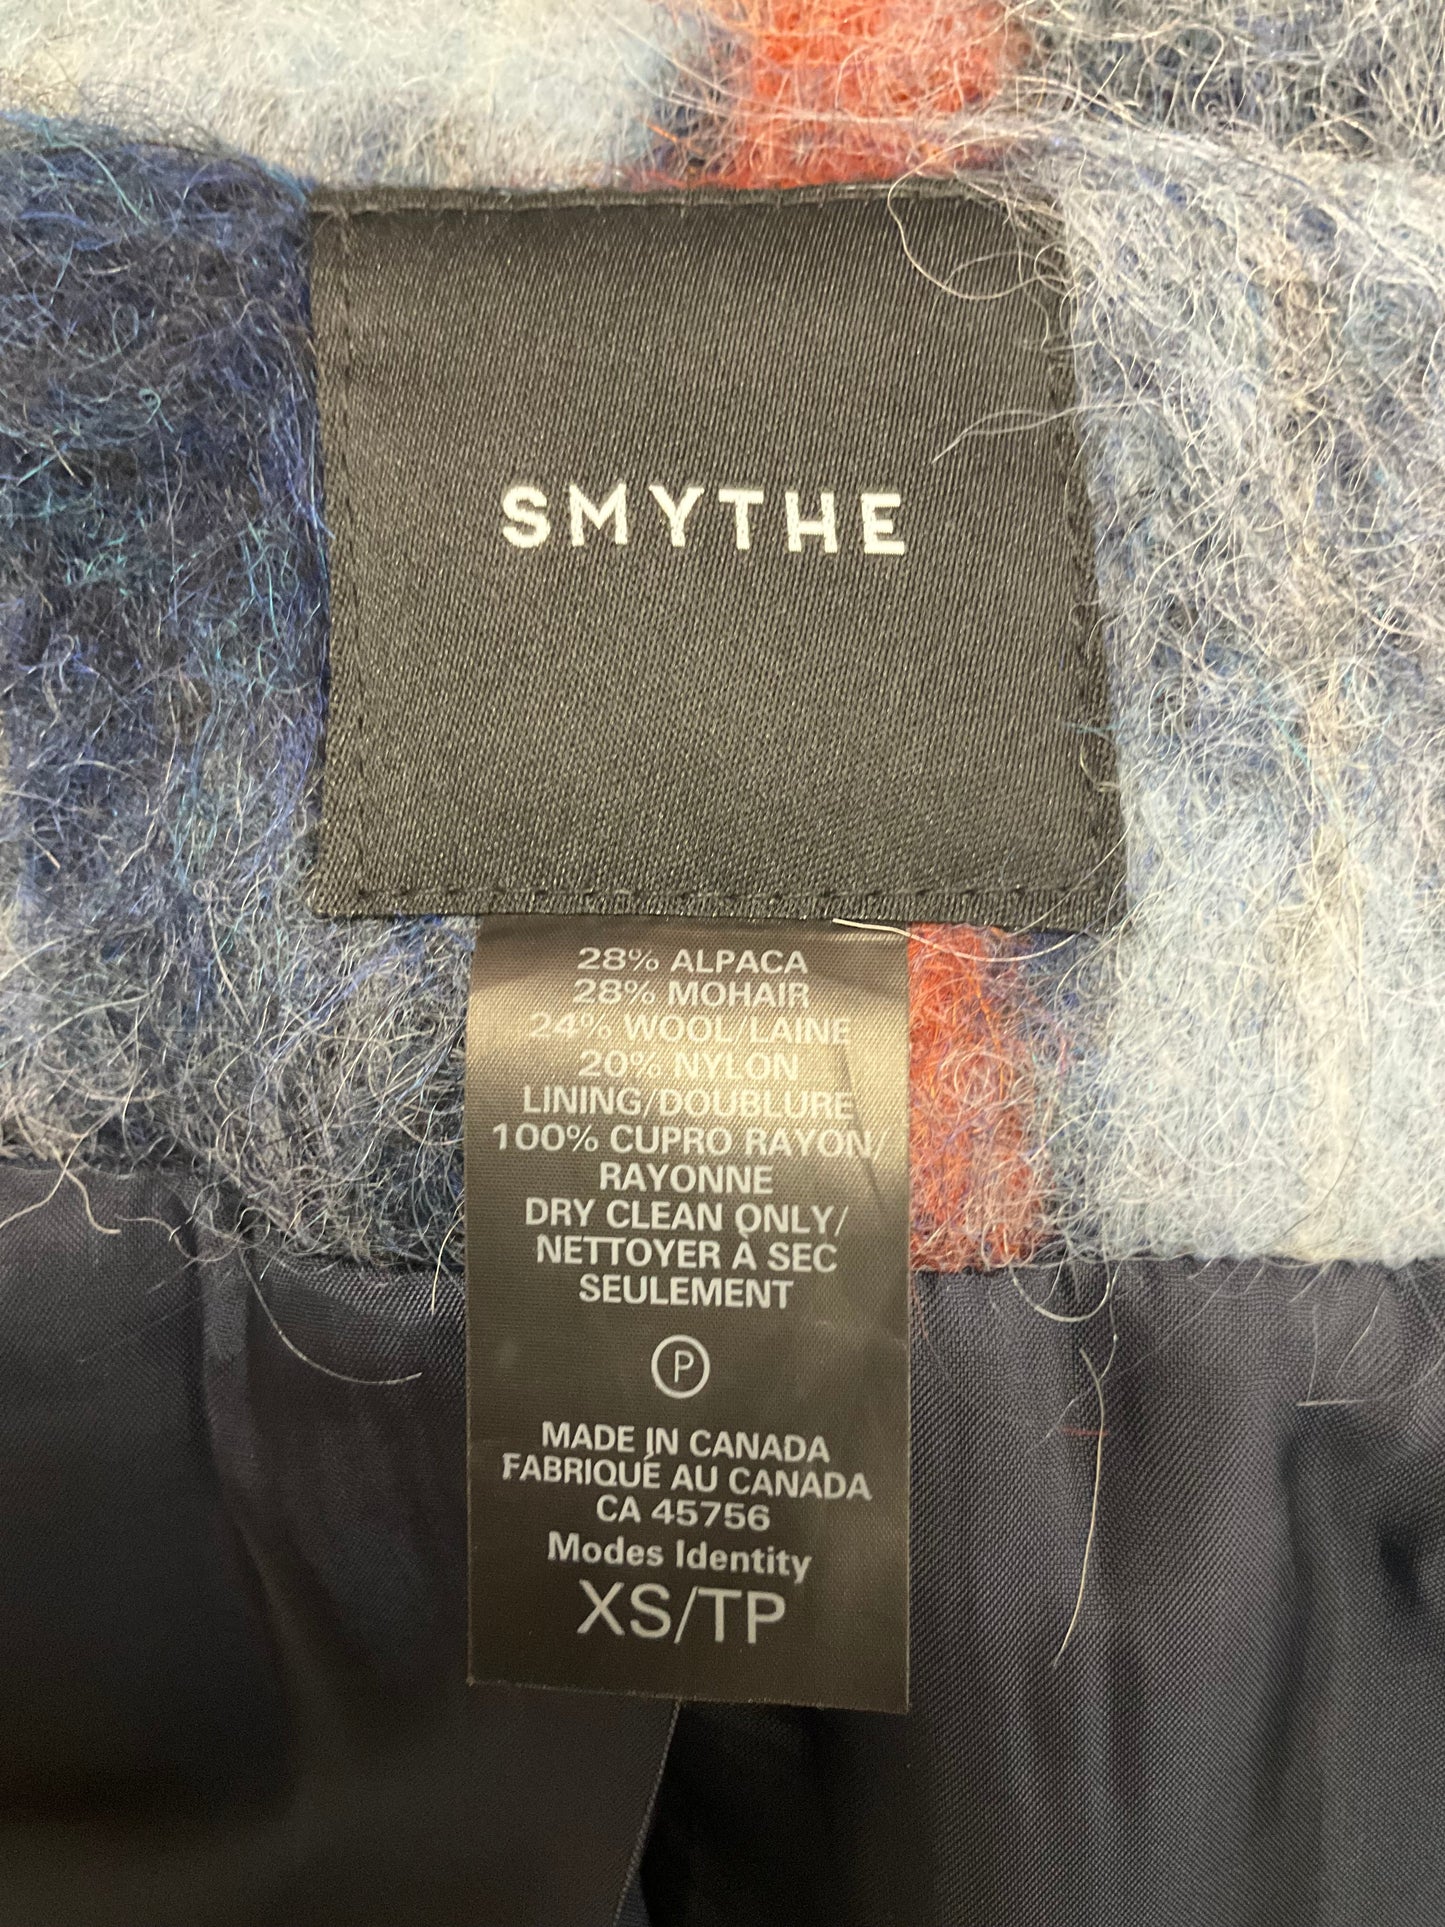 SMYTHE
28% ALPACA
28% MOHAIR
24% WOOL/LAINE
20% NYLON
LINING/DOUBLURE
100% CUPRO RAYON/
RAYONNE
DRY CLEAN ONLY/
NETTOYER À SEC
SEULEMENT
P
MADE IN CANADA
FABRIQUÉ AU CANADA
CA 45756
Modes Identity
XS/TP